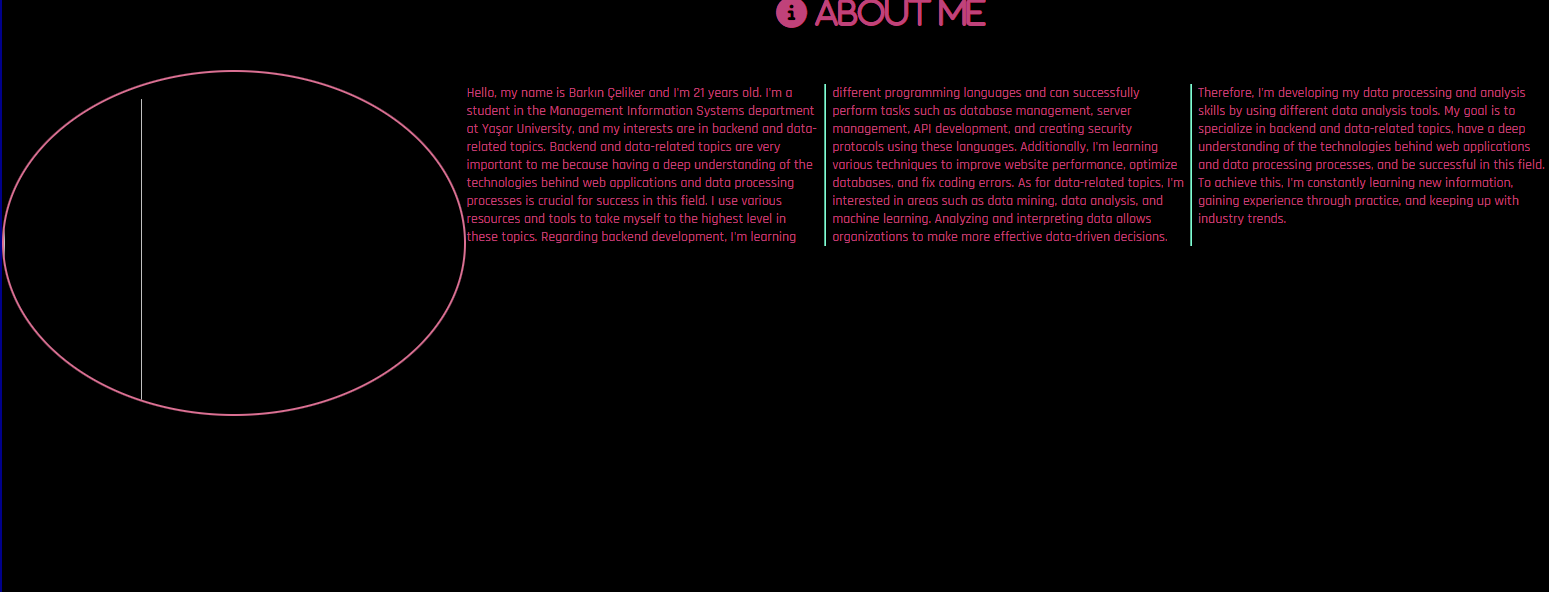 ABOUT ME
Hello, my name is Barkın Çeliker and I'm 21 years old. I'm a
student in the Management Information Systems department
at Yaşar University, and my interests are in backend and data-
related topics. Backend and data-related topics are very
important to me because having a deep understanding of the
technologies behind web applications and data processing
processes is crucial for success in this field. I use various
resources and tools to take myself to the highest level in
these topics. Regarding backend development, I'm learning
different programming languages and can successfully
perform tasks such as database management, server
management, API development, and creating security
protocols using these languages. Additionally, I'm learning
various techniques to improve website performance, optimize
databases, and fix coding errors. As for data-related topics, I'm
interested in areas such as data mining, data analysis, and
machine learning. Analyzing and interpreting data allows
organizations to make more effective data-driven decisions.
Therefore, I'm developing my data processing and analysis
skills by using different data analysis tools. My goal is to
specialize in backend and data-related topics, have a deep
understanding of the technologies behind web applications
and data processing processes, and be successful in this field.
To achieve this, I'm constantly learning new information,
gaining experience through practice, and keeping up with
industry trends.